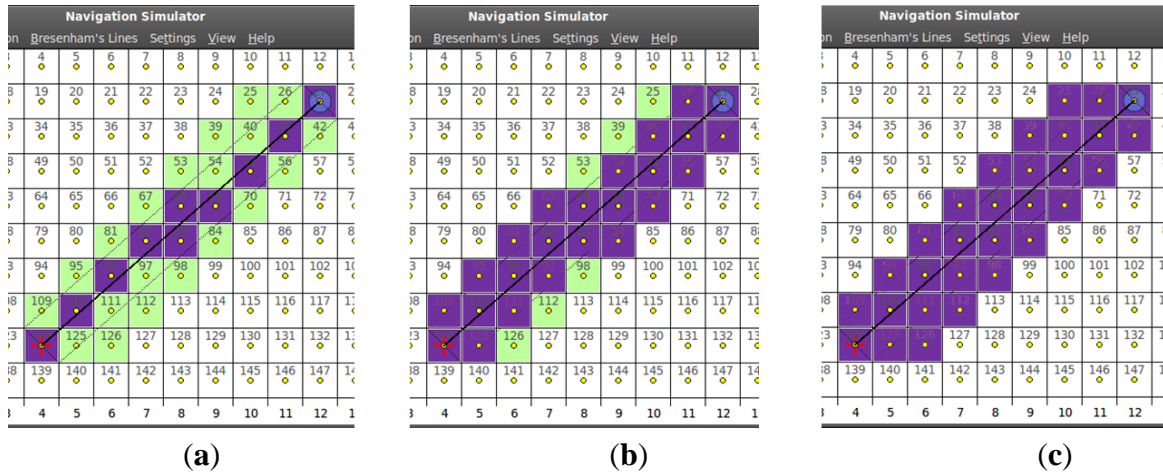 Navigation Simulator
on Bresenham's Lines Settings View Help
4 5 6 7 8 9 10 11 12
19 20 21 22 23 24 25 26
34 35 36 37 38 39 40 42
49 50 51 52 53 54 56 57
64 65 66 67 70 71 72
79 80 81 84 85 86 87
94 95 97 98 99 100 101 102
109 111 112 113 114 115 116 117
125 126 127 128 129 130 131 132
139 140 141 142 143 144 145 146 147
3 4 5 6 7 8 9 10 11 12
(a)
Navigation Simulator
on Bresenham's Lines Settings View Help
4 5 6 7 8 9 10 11 12
19 20 21 22 23 24 25
34 35 36 37 38 39
49 50 51 52 53 57
64 65 66 71 72
79 80 85 86 87
94 98 99 100 101 102
112 113 114 115 116 117
126 127 128 129 130 131 132
139 140 141 142 143 144 145 146 147
3 4 5 6 7 8 9 10 11 12
(b)
Navigation Simulator
on Bresenham's Lines Settings View Help
4 5 6 7 8 9 10 11 12
19 20 21 22 23 24
34 35 36 37 38
49 50 51 52 57
64 65 66 71 72
79 80 85 86 87
94 99 100 101 102
113 114 115 116 117
127 128 129 130 131 132
139 140 141 142 143 144 145 146 147
3 4 5 6 7 8 9 10 11 12
(c)